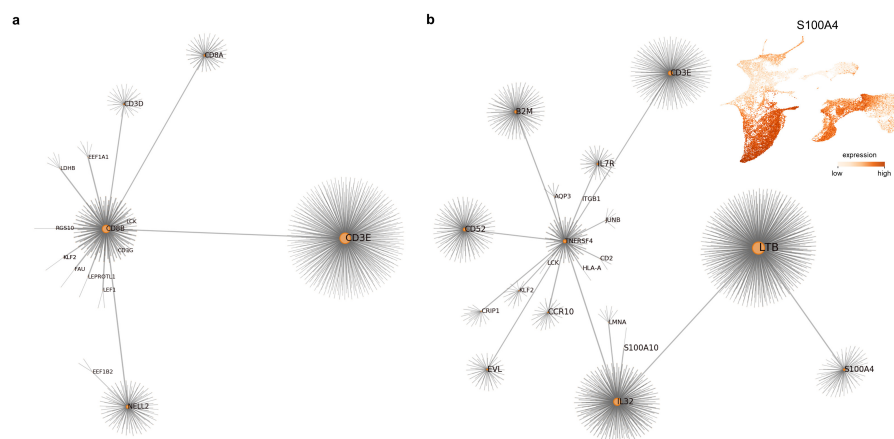 a
CD8A
CD3D
EEF1A1
LDHB
LCK
RGS10
CD8B
CD3G
CD3E
KLF2
FAU
LEPROTL1
LEF1
EEF1B2
NELL2
b
S100A4
CD3E
B2M
IL7R
AQP3
ITGB1
JUNB
CD52
TNFRSF4
LTB
LCK
CD2
HLA-A
KLF2
CRIP1
CCR10
LMNA
S100A10
EVL
S100A4
IL32
expression
low
high